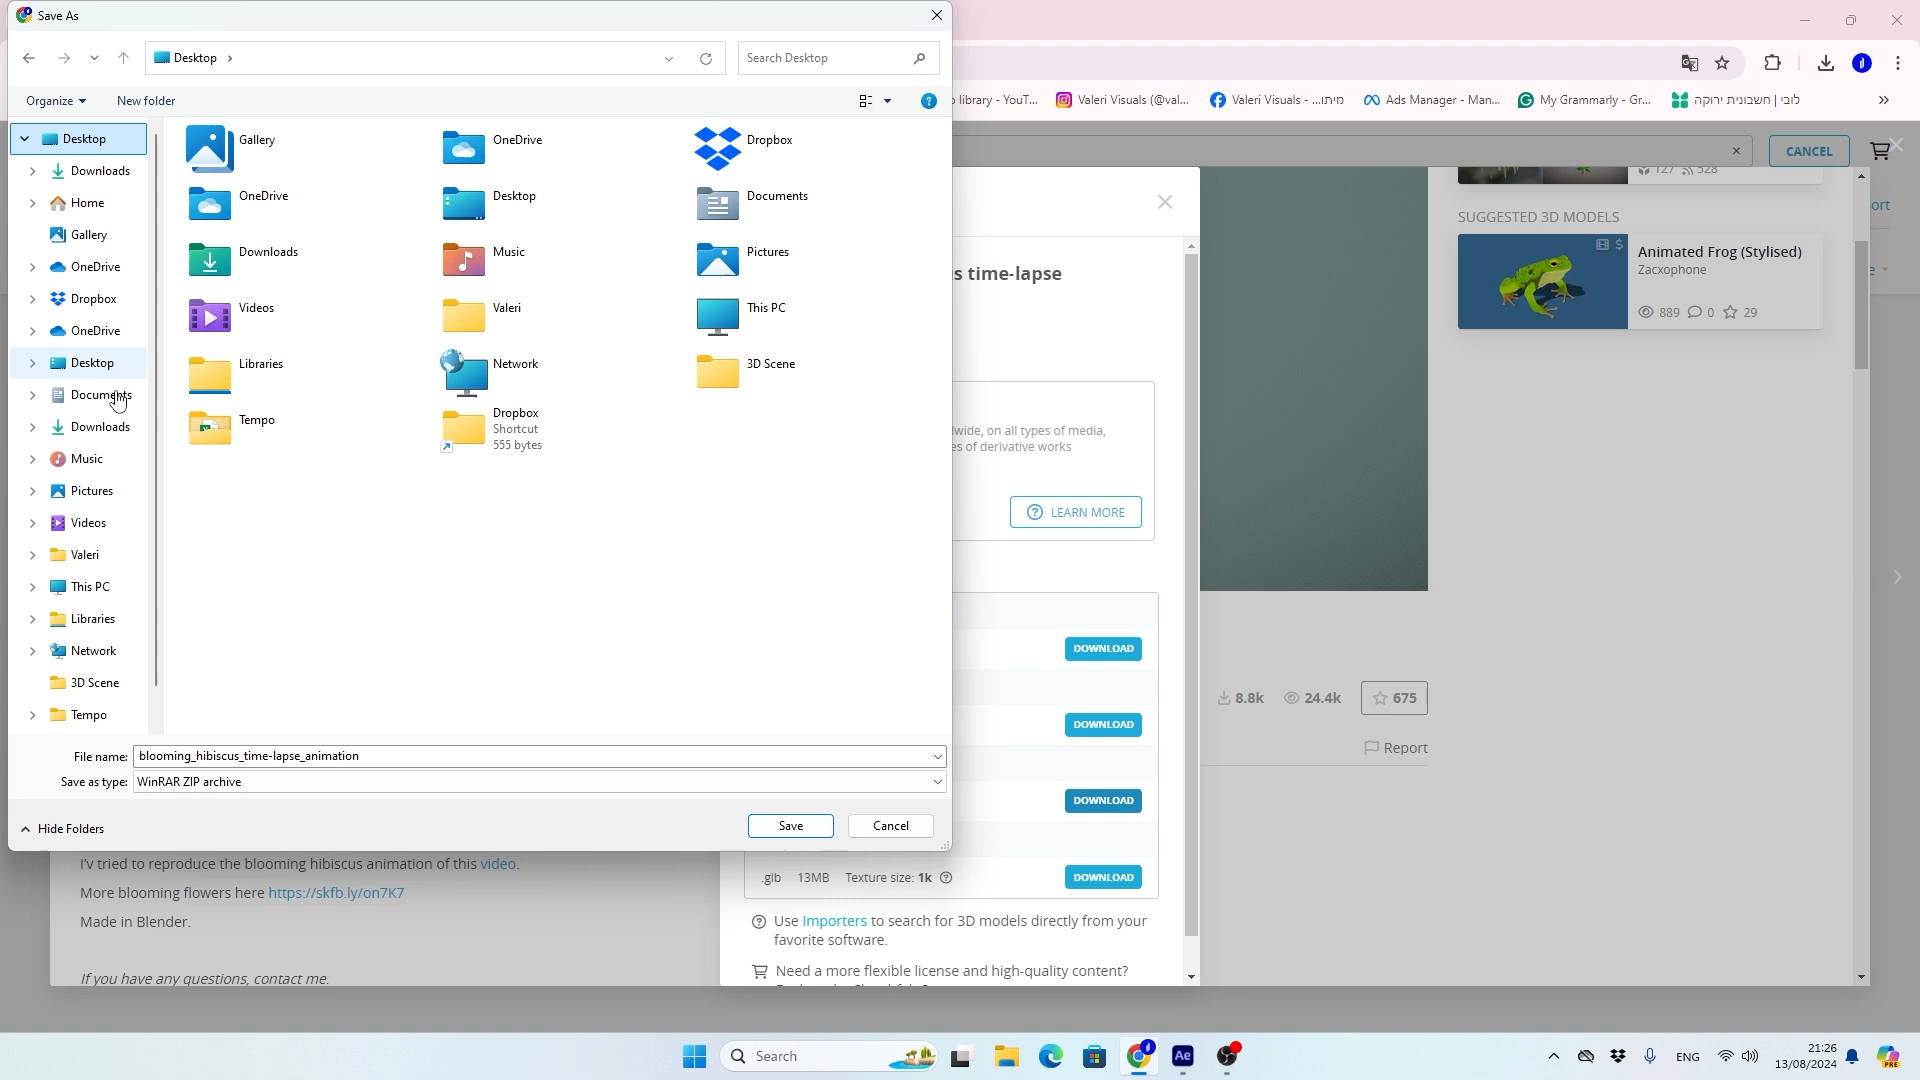 Save As
Desktop
Search Desktop
Organize
New folder
Desktop
Downloads
Home
Gallery
OneDrive
Dropbox
OneDrive
Desktop
Documents
Downloads
Music
Pictures
Videos
Valeri
This PC
Libraries
Network
3D Scene
Tempo
Gallery
OneDrive
Dropbox
OneDrive
Desktop
Documents
Downloads
Music
Pictures
Videos
Valeri
This PC
Libraries
Network
3D Scene
Tempo
Dropbox
Shortcut
555 bytes
File name: blooming_hibiscus_time-lapse_animation
Save as type: WinRAR ZIP archive
Hide Folders
Save
Cancel
library - YouT...
Valeri Visuals (@val...
Valeri Visuals - ...מיתו
Ads Manager - Man...
My Grammarly - Gr...
לובי | חשבונית ירוקה
CANCEL
127 528
ort
SUGGESTED 3D MODELS
Animated Frog (Stylised)
Zacxophone
889 0 29
s time-lapse
wide, on all types of media,
es of derivative works
LEARN MORE
DOWNLOAD
DOWNLOAD
DOWNLOAD
.glb 13MB Texture size: 1k
DOWNLOAD
Use Importers to search for 3D models directly from your
favorite software.
Need a more flexible license and high-quality content?
8.8k 24.4k 675
Report
I'v tried to reproduce the blooming hibiscus animation of this video.
More blooming flowers here https://skfb.ly/on7K7
Made in Blender.
If you have any questions, contact me.
Search
Ae
ENG
21:26
13/08/2024
PRE